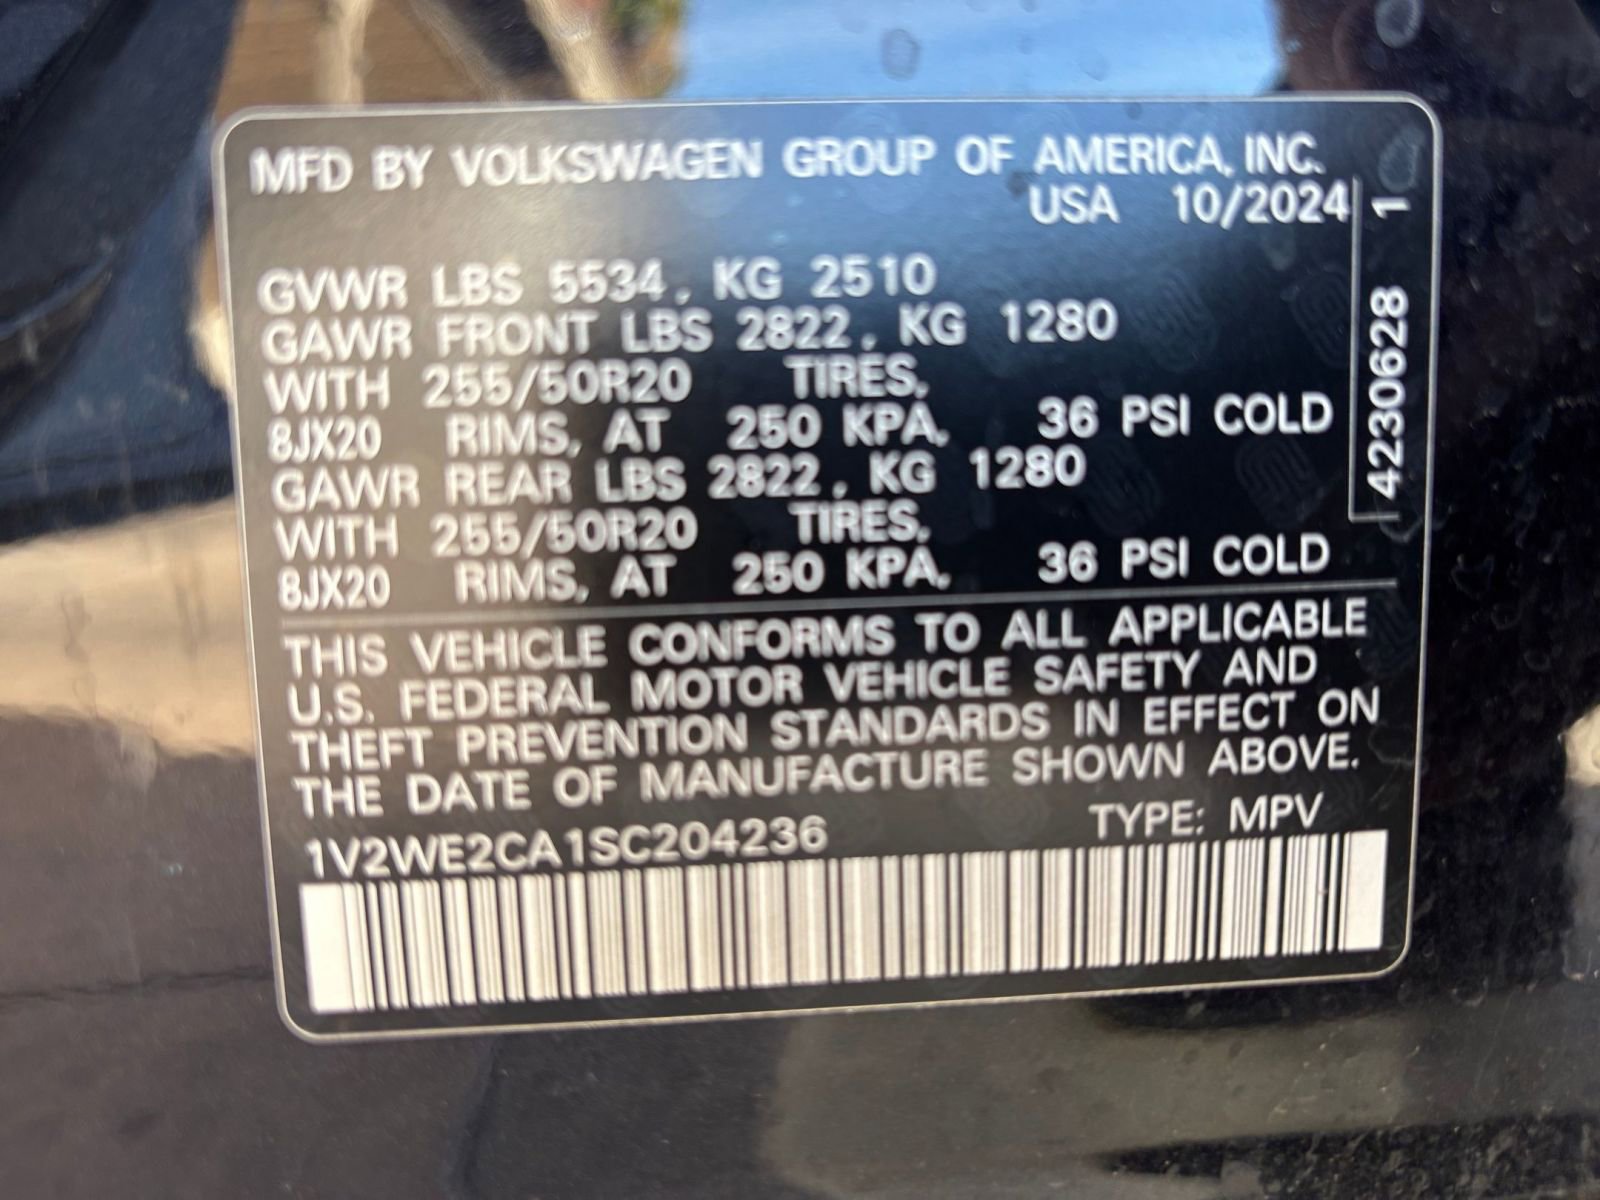 MFD BY VOLKSWAGEN GROUP OF AMERICA, INC.
USA 10/2024
GVWR LBS 5534, KG 2510
GAWR FRONT LBS 2822, KG 1280
WITH 255/50R20 TIRES,
8JX20 RIMS, AT 250 KPA, 36 PSI COLD
GAWR REAR LBS 2822, KG 1280
WITH 255/50R20 TIRES,
8JX20 RIMS, AT 250 KPA, 36 PSI COLD
THIS VEHICLE CONFORMS TO ALL APPLICABLE
U.S. FEDERAL MOTOR VEHICLE SAFETY AND
THEFT PREVENTION STANDARDS IN EFFECT ON
THE DATE OF MANUFACTURE SHOWN ABOVE.
1V2WE2CA1SC204236 TYPE: MPV
4230628 1